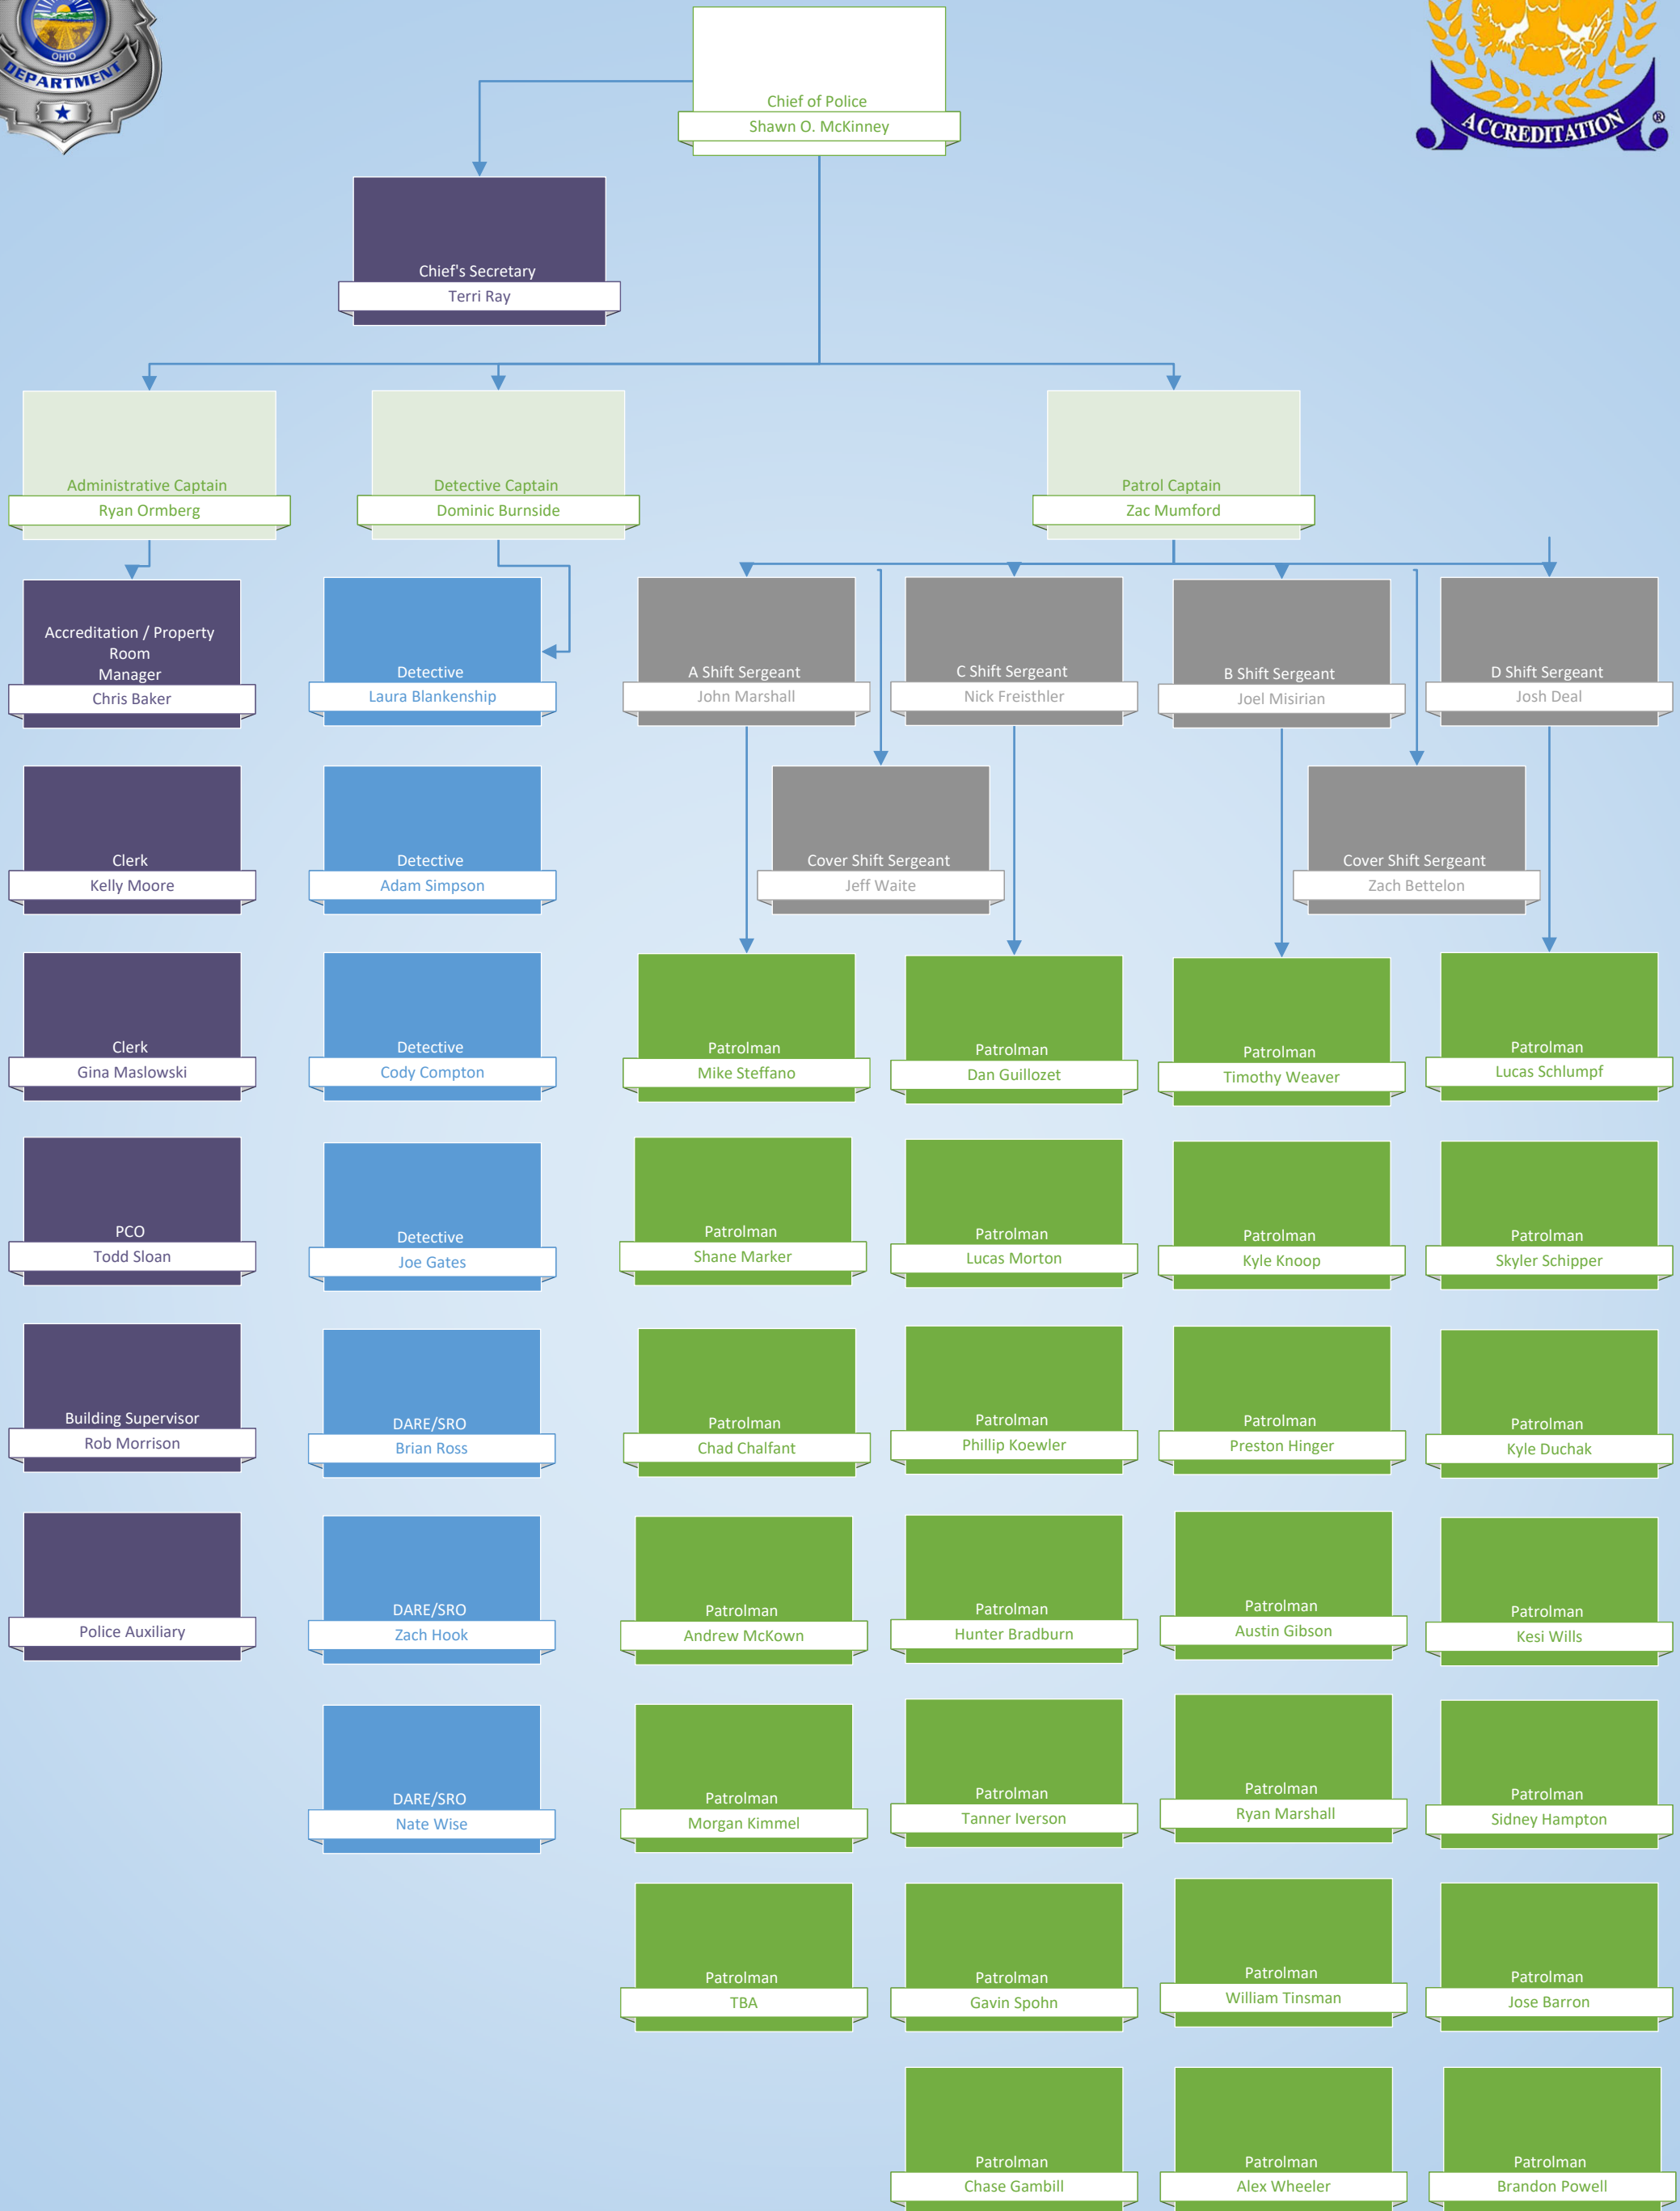 OHIO
DEPARTMENT
ACCREDITATION
®
Chief of Police
Shawn O. McKinney
Chief's Secretary
Terri Ray
Administrative Captain
Ryan Ormberg
Detective Captain
Dominic Burnside
Patrol Captain
Zac Mumford
Accreditation / Property
Room
Manager
Chris Baker
Detective
Laura Blankenship
A Shift Sergeant
John Marshall
C Shift Sergeant
Nick Freisthler
B Shift Sergeant
Joel Misirian
D Shift Sergeant
Josh Deal
Clerk
Kelly Moore
Detective
Adam Simpson
Cover Shift Sergeant
Jeff Waite
Cover Shift Sergeant
Zach Bettelon
Clerk
Gina Maslowski
Detective
Cody Compton
Patrolman
Mike Steffano
Patrolman
Dan Guillozet
Patrolman
Timothy Weaver
Patrolman
Lucas Schlumpf
PCO
Todd Sloan
Detective
Joe Gates
Patrolman
Shane Marker
Patrolman
Lucas Morton
Patrolman
Kyle Knoop
Patrolman
Skyler Schipper
Building Supervisor
Rob Morrison
DARE/SRO
Brian Ross
Patrolman
Chad Chalfant
Patrolman
Phillip Koewler
Patrolman
Preston Hinger
Patrolman
Kyle Duchak
Police Auxiliary
DARE/SRO
Zach Hook
Patrolman
Andrew McKown
Patrolman
Hunter Bradburn
Patrolman
Austin Gibson
Patrolman
Kesi Wills
DARE/SRO
Nate Wise
Patrolman
Morgan Kimmel
Patrolman
Tanner Iverson
Patrolman
Ryan Marshall
Patrolman
Sidney Hampton
Patrolman
TBA
Patrolman
Gavin Spohn
Patrolman
William Tinsman
Patrolman
Jose Barron
Patrolman
Chase Gambill
Patrolman
Alex Wheeler
Patrolman
Brandon Powell